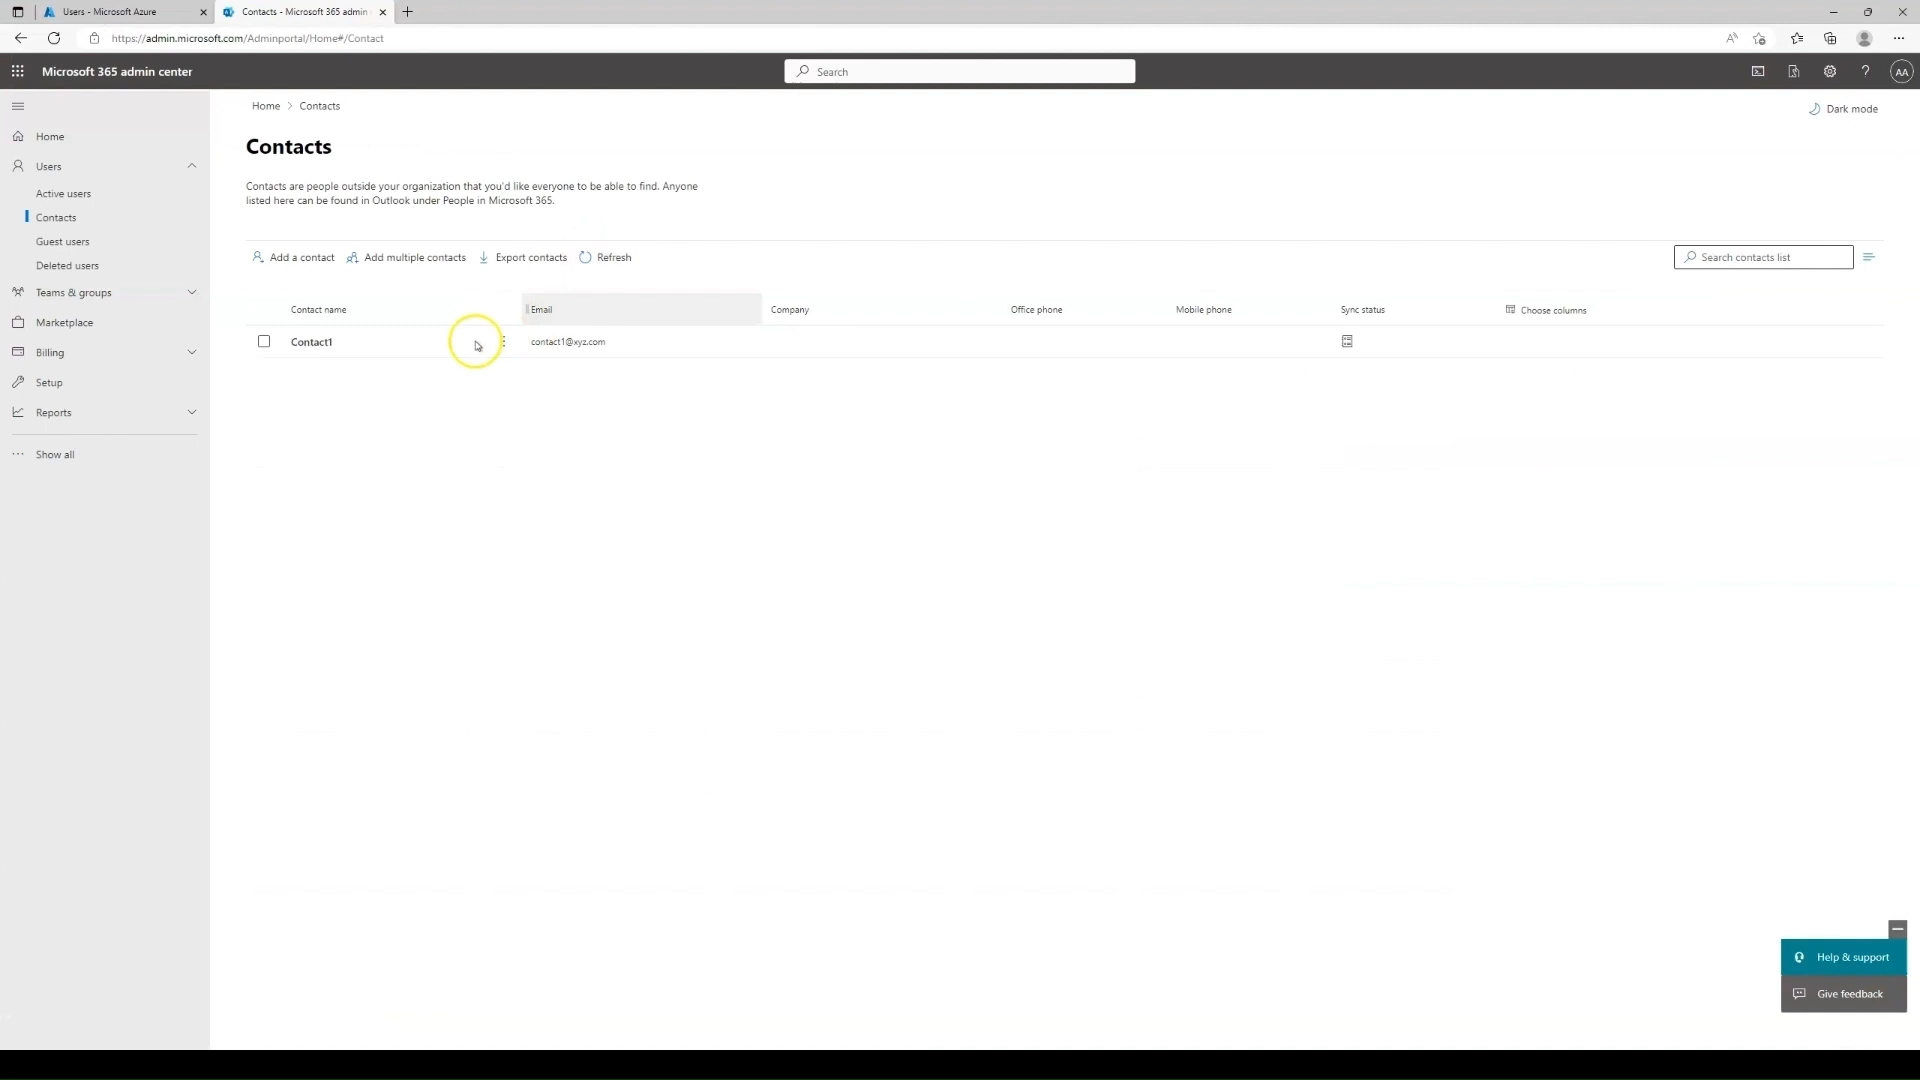 Users - Microsoft Azure
Contacts - Microsoft 365 admin
https://admin.microsoft.com/Adminportal/Home#/Contact
Microsoft 365 admin center
Search
AA
Home
Users
Active users
Contacts
Guest users
Deleted users
Teams & groups
Marketplace
Billing
Setup
Reports
Show all
Home > Contacts
Dark mode
Contacts
Contacts are people outside your organization that you'd like everyone to be able to find. Anyone
listed here can be found in Outlook under People in Microsoft 365.
Add a contact
Add multiple contacts
Export contacts
Refresh
Search contacts list
Contact name
Email
Company
Office phone
Mobile phone
Sync status
Choose columns
Contact1
contact1@xyz.com
Help & support
Give feedback